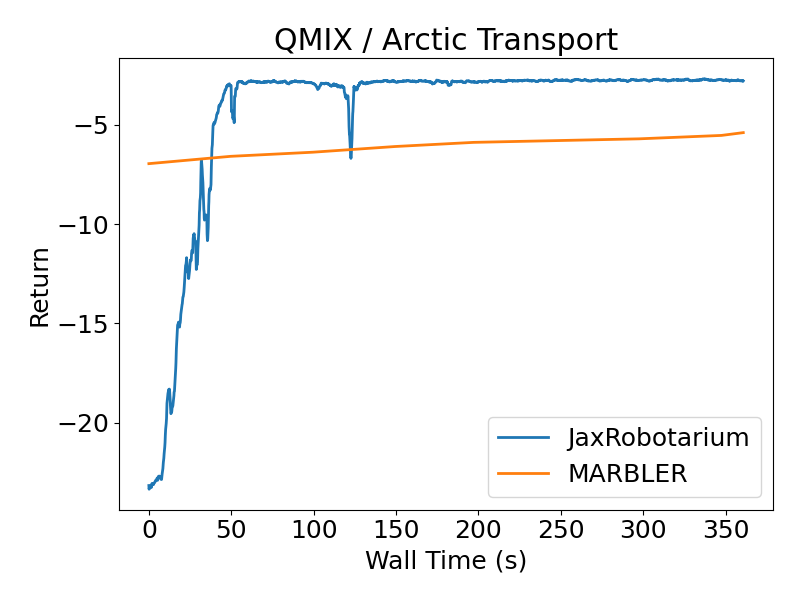 QMIX / Arctic Transport
Return
−5
−10
−15
−20
JaxRobotarium
MARBLER
0 50 100 150 200 250 300 350
Wall Time (s)